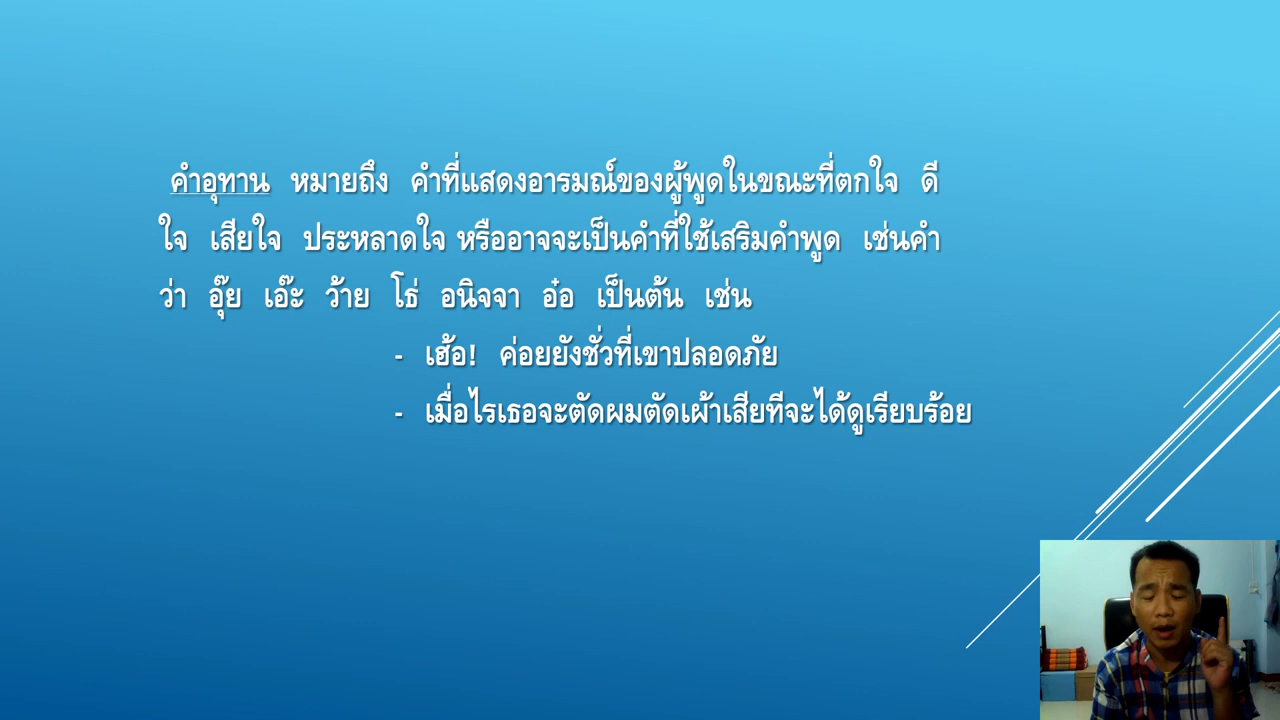 คำอุทาน หมายถึง คำที่แสดงอารมณ์ของผู้พูดในขณะที่ตกใจ ดี
ใจ เสียใจ ประหลาดใจ หรืออาจจะเป็นคำที่ใช้เสริมคำพูด เช่นคำ
ว่า อุ๊ย เอ๊ะ ว้าย โธ่ อนิจจา อ๋อ เป็นต้น เช่น
- เฮ้อ! ค่อยยังชั่วที่เขาปลอดภัย
- เมื่อไรเธอจะตัดผมตัดเผ้าเสียทีจะได้ดูเรียบร้อย